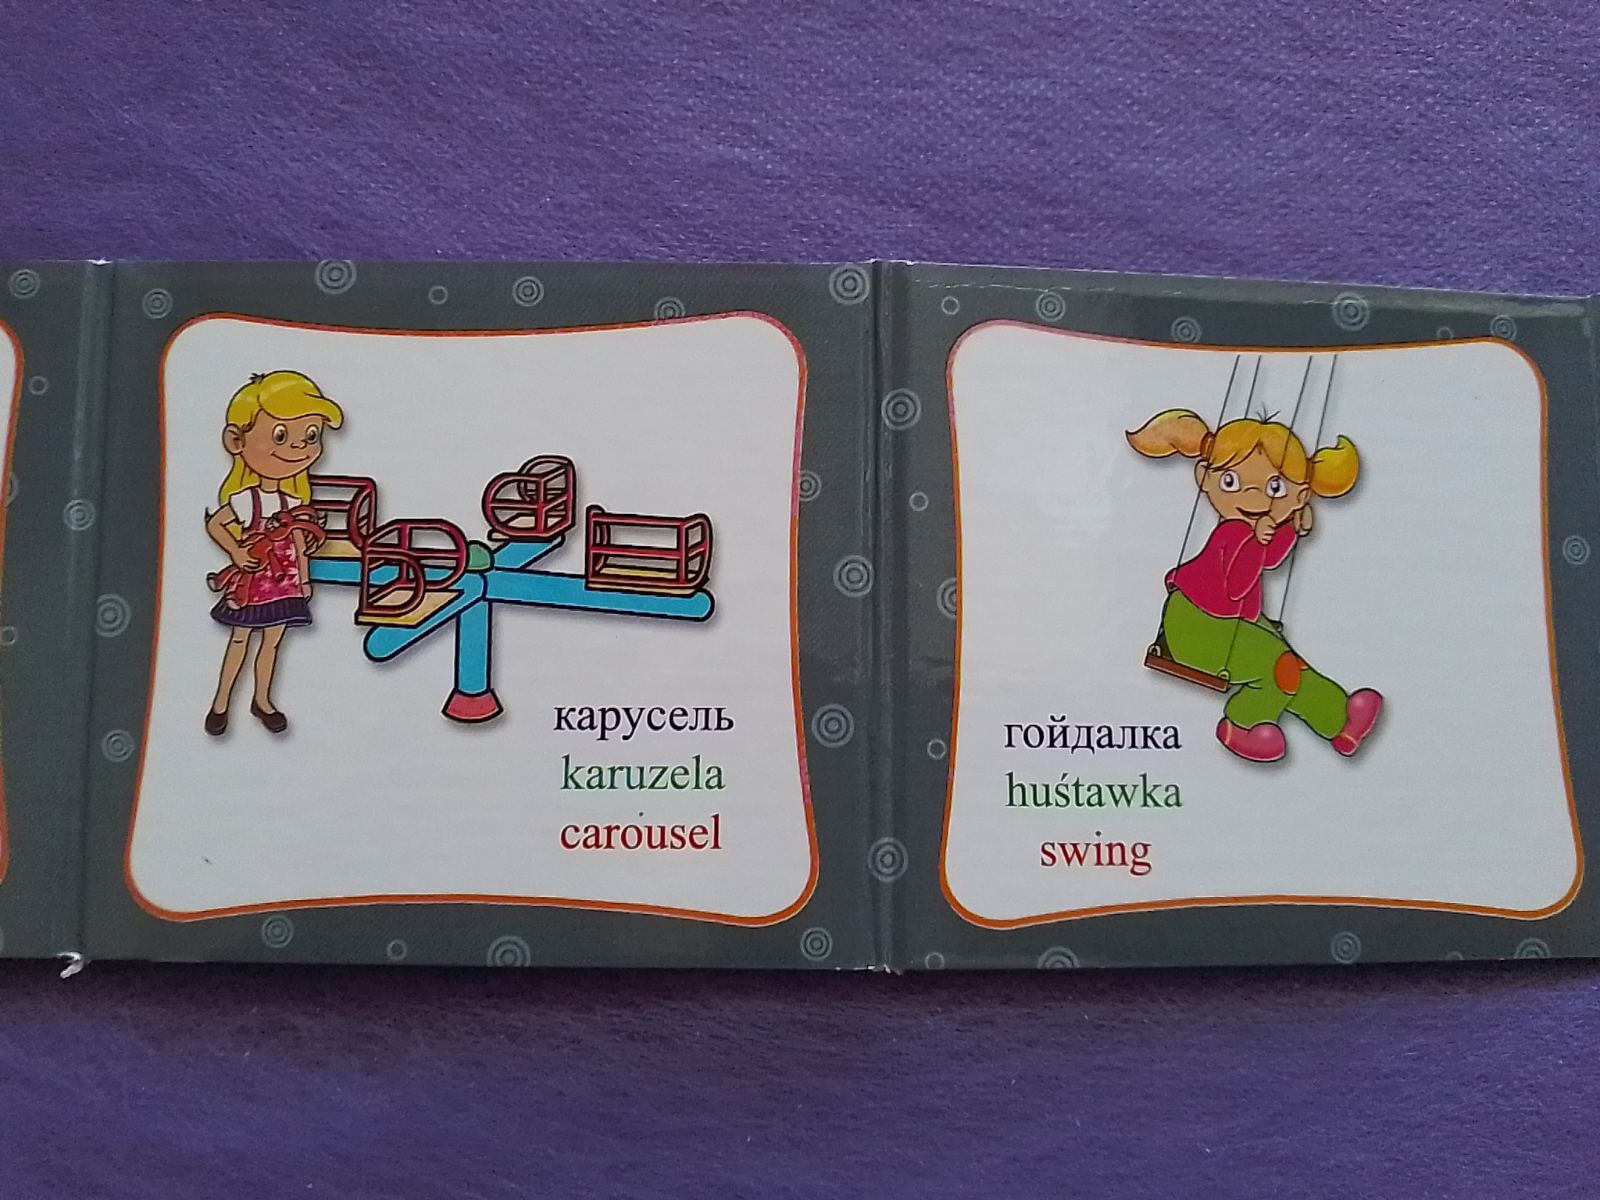 карусель
karuzela
carousel
гойдалка
huśtawka
swing